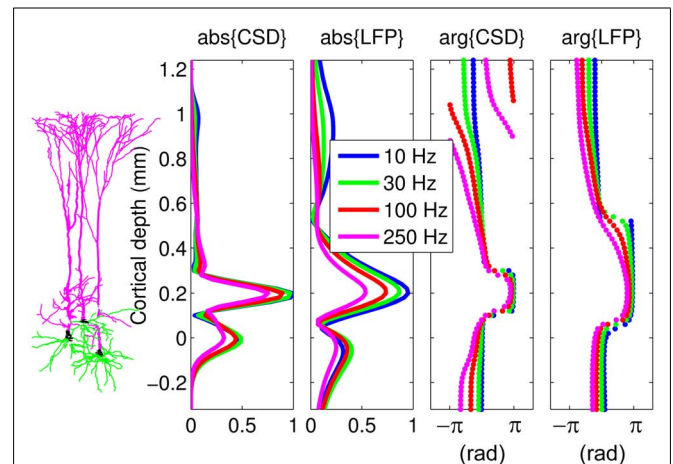 abs{CSD} abs{LFP} arg{CSD} arg{LFP}
Cortical depth (mm)
1.2
1
0.8
0.6
0.4
0.2
0
−0.2
10 Hz
30 Hz
100 Hz
250 Hz
0 0.5 1 0 0.5 1 −π π −π π
(rad) (rad)